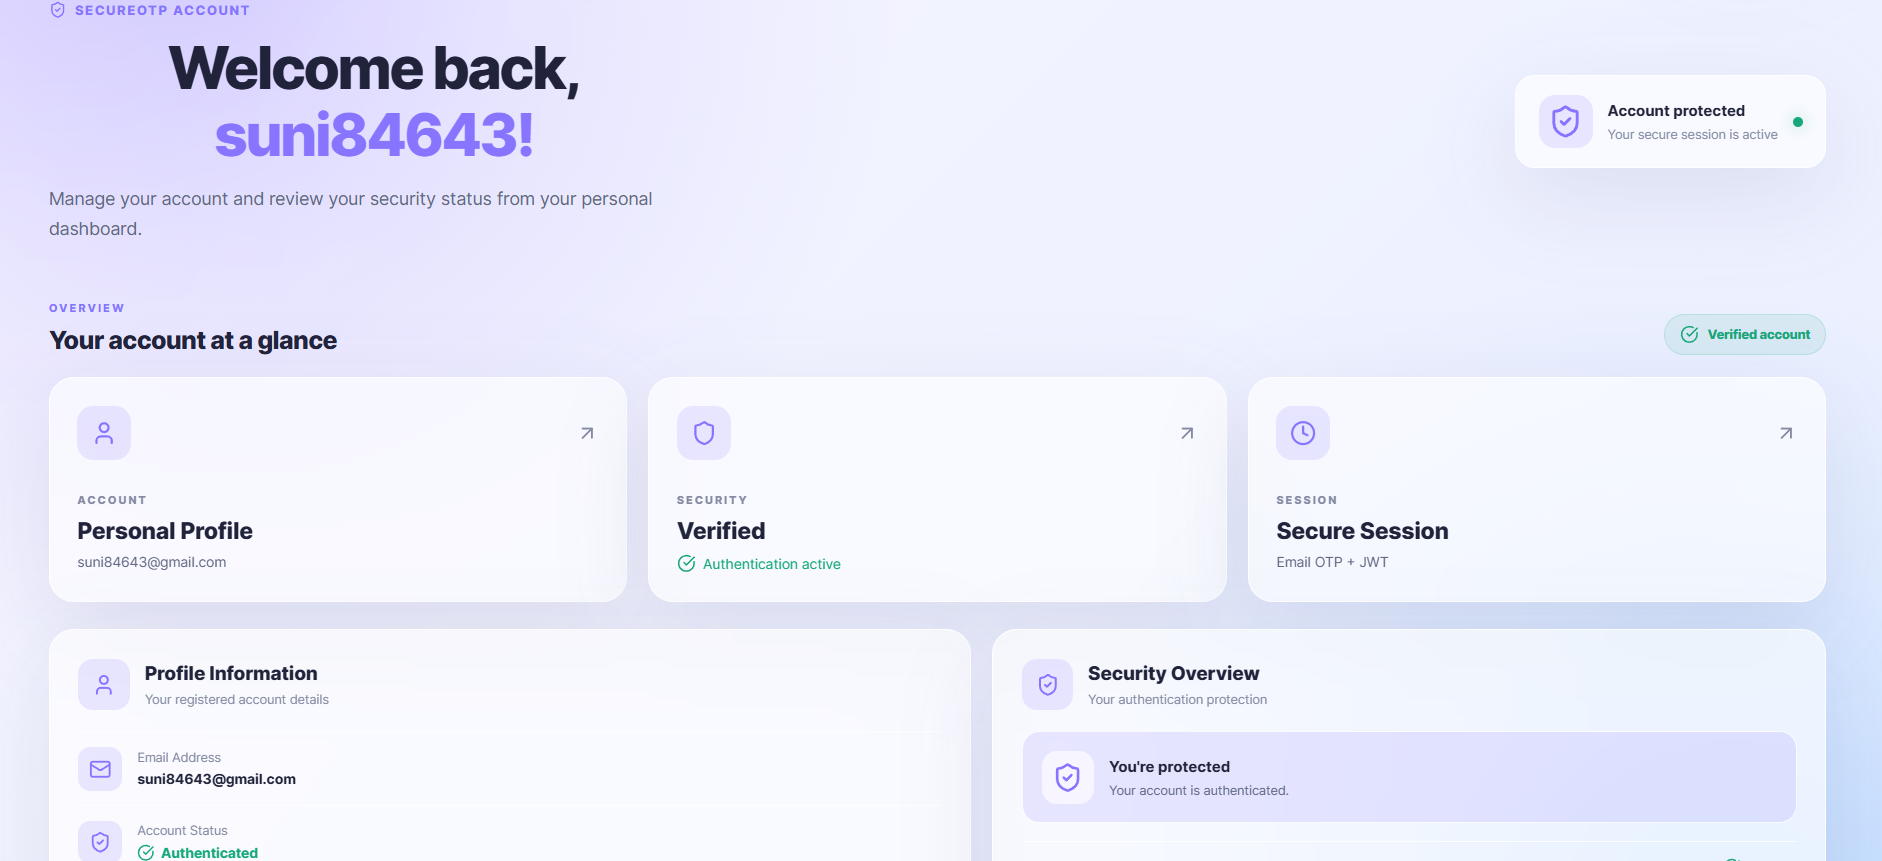 SECUREOTP ACCOUNT
Welcome back,
suni84643!
Manage your account and review your security status from your personal
dashboard.
Account protected
Your secure session is active
OVERVIEW
Your account at a glance
Verified account
ACCOUNT
Personal Profile
suni84643@gmail.com
SECURITY
Verified
Authentication active
SESSION
Secure Session
Email OTP + JWT
Profile Information
Your registered account details
Email Address
suni84643@gmail.com
Account Status
Authenticated
Security Overview
Your authentication protection
You're protected
Your account is authenticated.